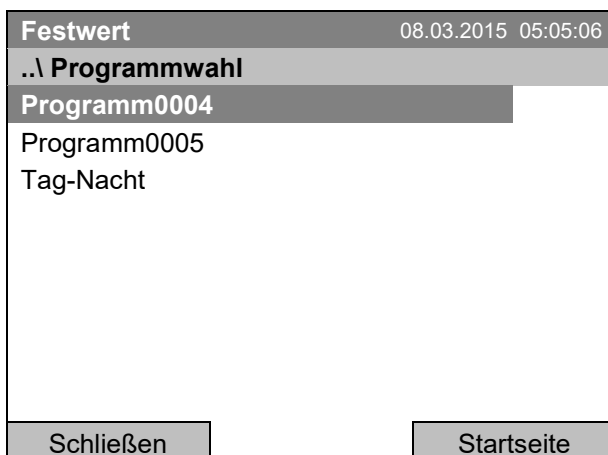 Festwert 08.03.2015 05:05:06
..\ Programmwahl
Programm0004
Programm0005
Tag-Nacht
Schließen Startseite